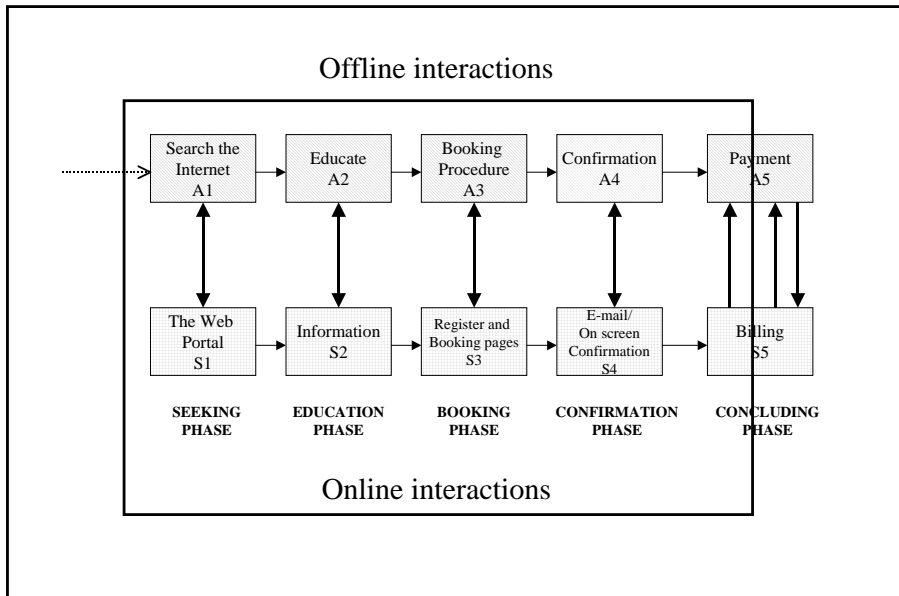 Offline interactions
Search the
Internet
A1
Educate
A2
Booking
Procedure
A3
Confirmation
A4
Payment
A5
The Web
Portal
S1
Information
S2
Register and
Booking pages
S3
E-mail/
On screen
Confirmation
S4
Billing
S5
SEEKING
PHASE
EDUCATION
PHASE
BOOKING
PHASE
CONFIRMATION
PHASE
CONCLUDING
PHASE
Online interactions